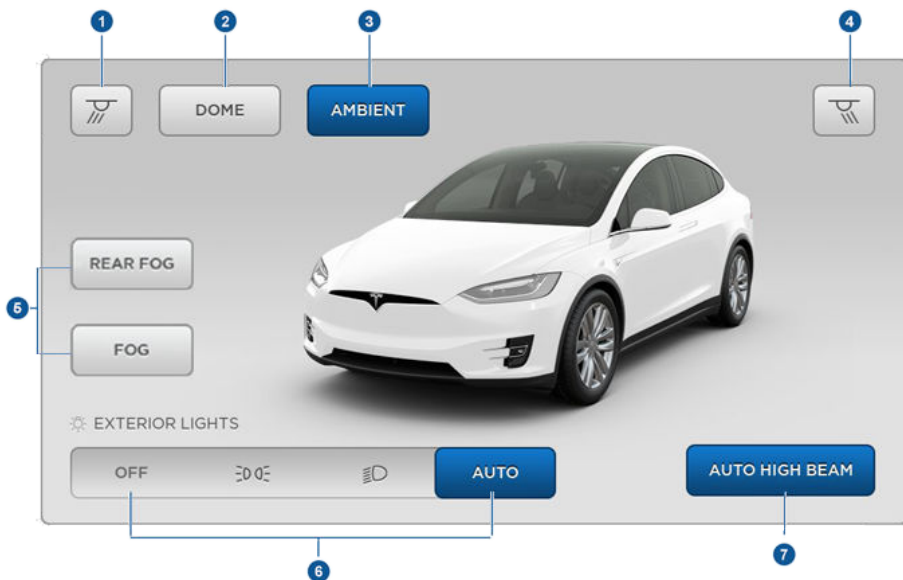 1 2 3 4
DOME AMBIENT
REAR FOG
5
FOG
EXTERIOR LIGHTS
OFF AUTO AUTO HIGH BEAM
6 7